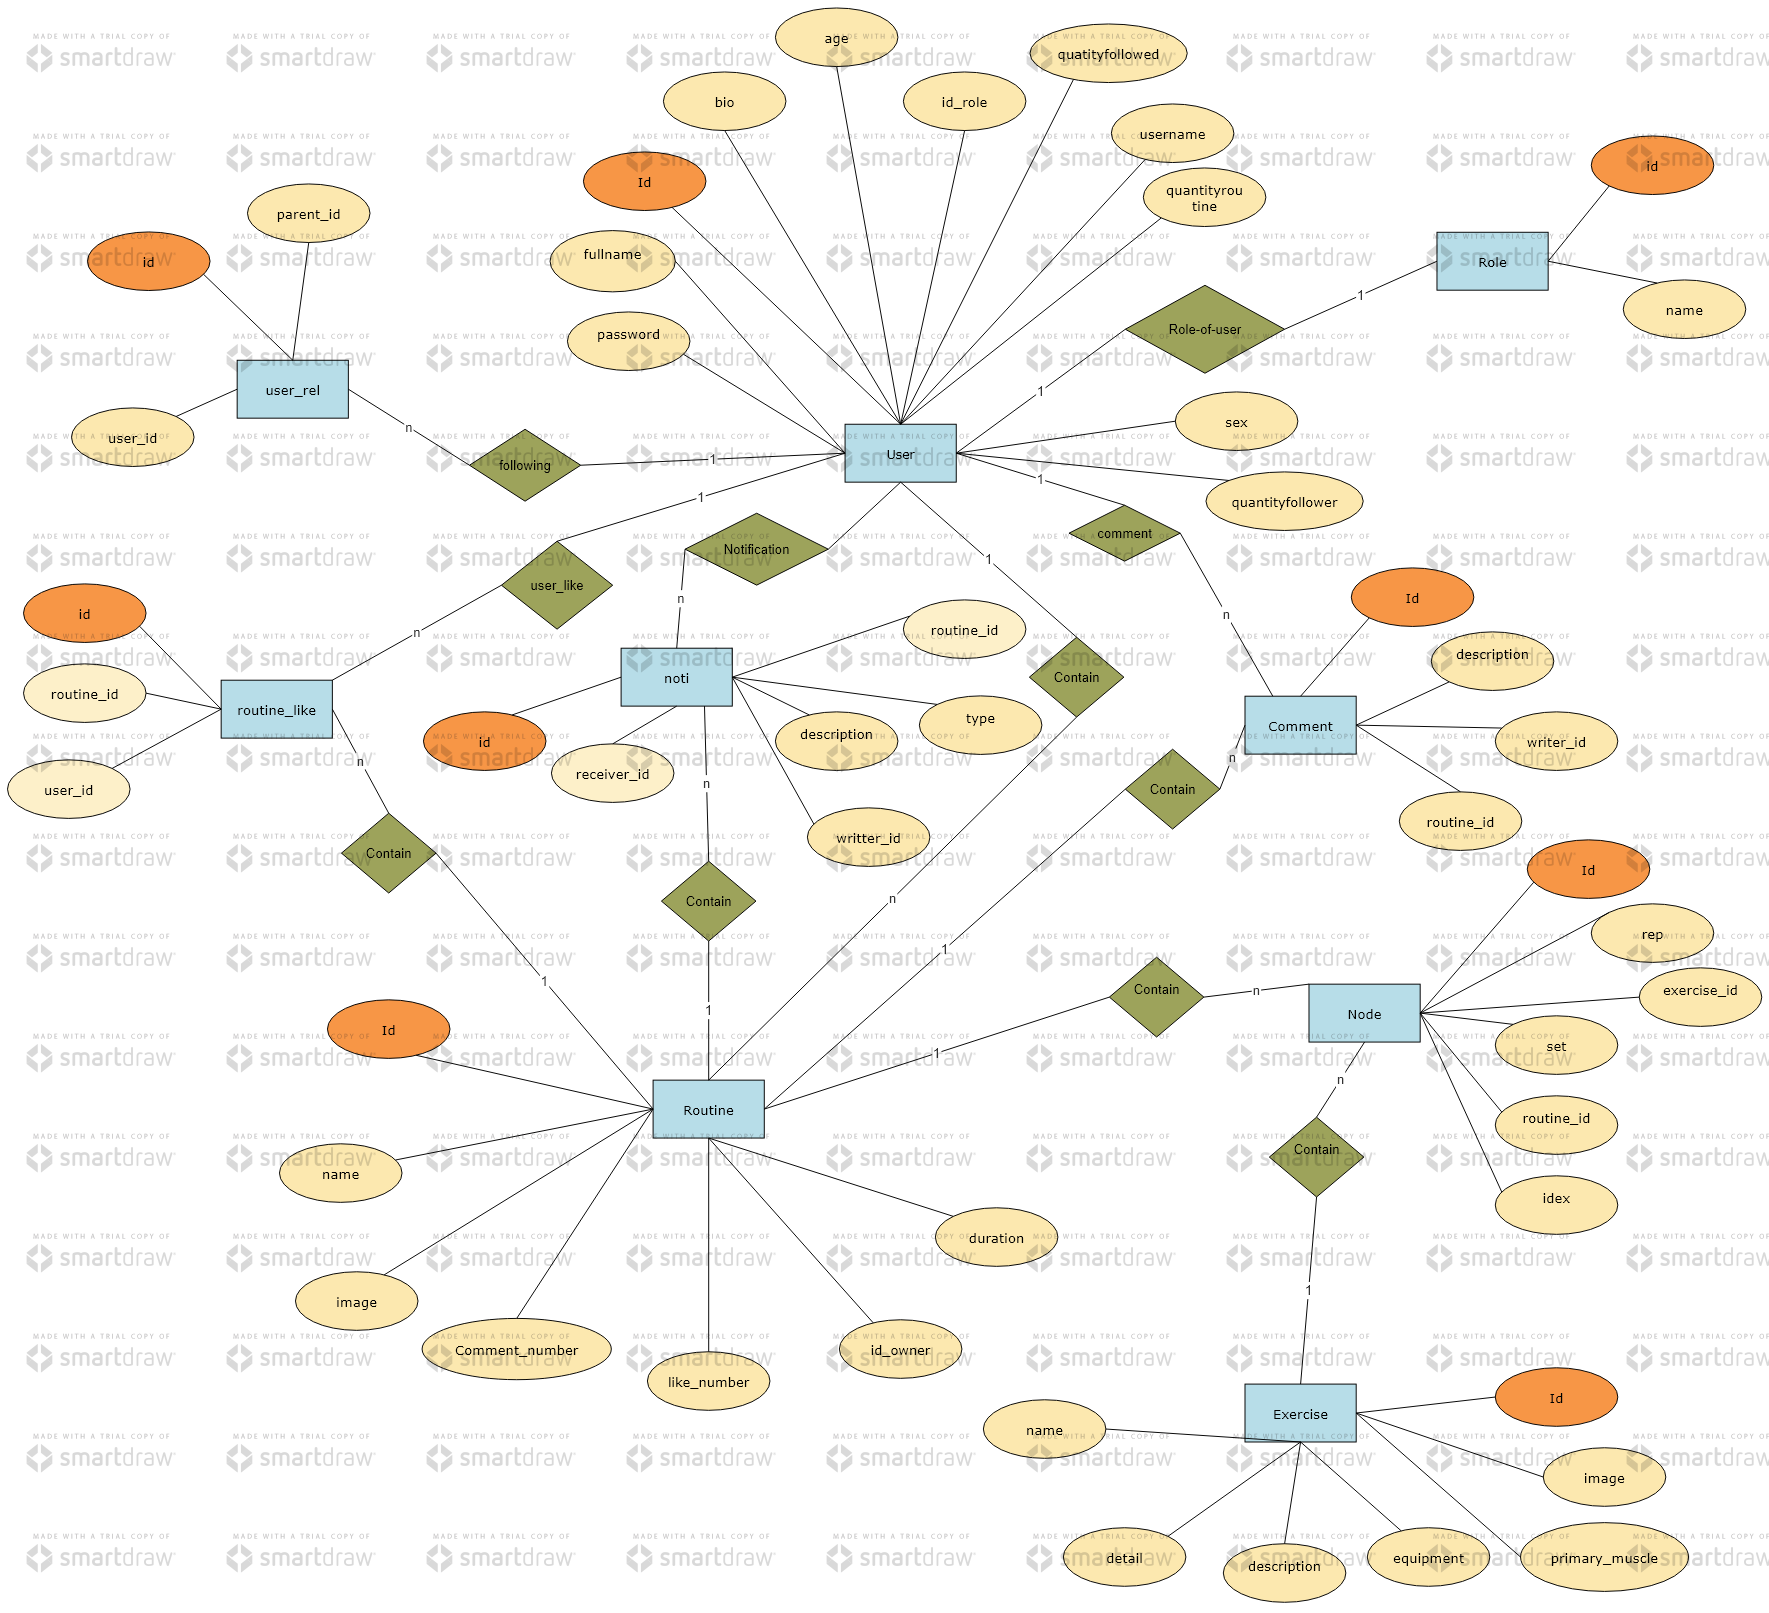 age
quatityfollowed
bio
id_role
username
id
Id
quantityrou
tine
parent_id
fullname
id
Role
1
name
Role-of-user
password
user_rel
1
sex
n
user_id
following
1
User
1
quantityfollower
1
comment
Notification
1
user_like
n
id
n
n
routine_id
Id
description
routine_id
routine_like
noti
Contain
type
Comment
description
writer_id
id
n
receiver_id
n
n
user_id
Contain
routine_id
writter_id
Contain
Id
n
Contain
rep
1
1
Contain
n
exercise_id
1
Node
Id
1
set
n
Routine
routine_id
Contain
name
idex
duration
1
image
Comment_number
id_owner
like_number
Id
Exercise
name
image
detail
description
equipment
primary_muscle
MADE WITH A TRIAL COPY OF
smartdraw